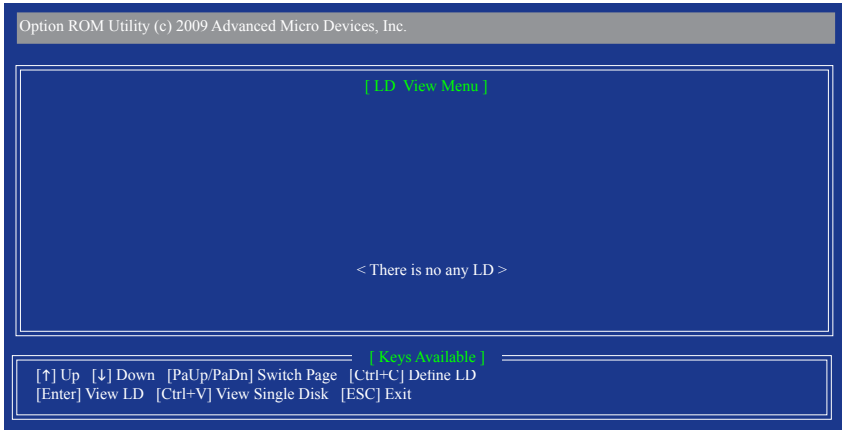 Option ROM Utility (c) 2009 Advanced Micro Devices, Inc.
[ LD View Menu ]
< There is no any LD >
[ Keys Available ]
[↑] Up [↓] Down [PaUp/PaDn] Switch Page [Ctrl+C] Define LD
[Enter] View LD [Ctrl+V] View Single Disk [ESC] Exit